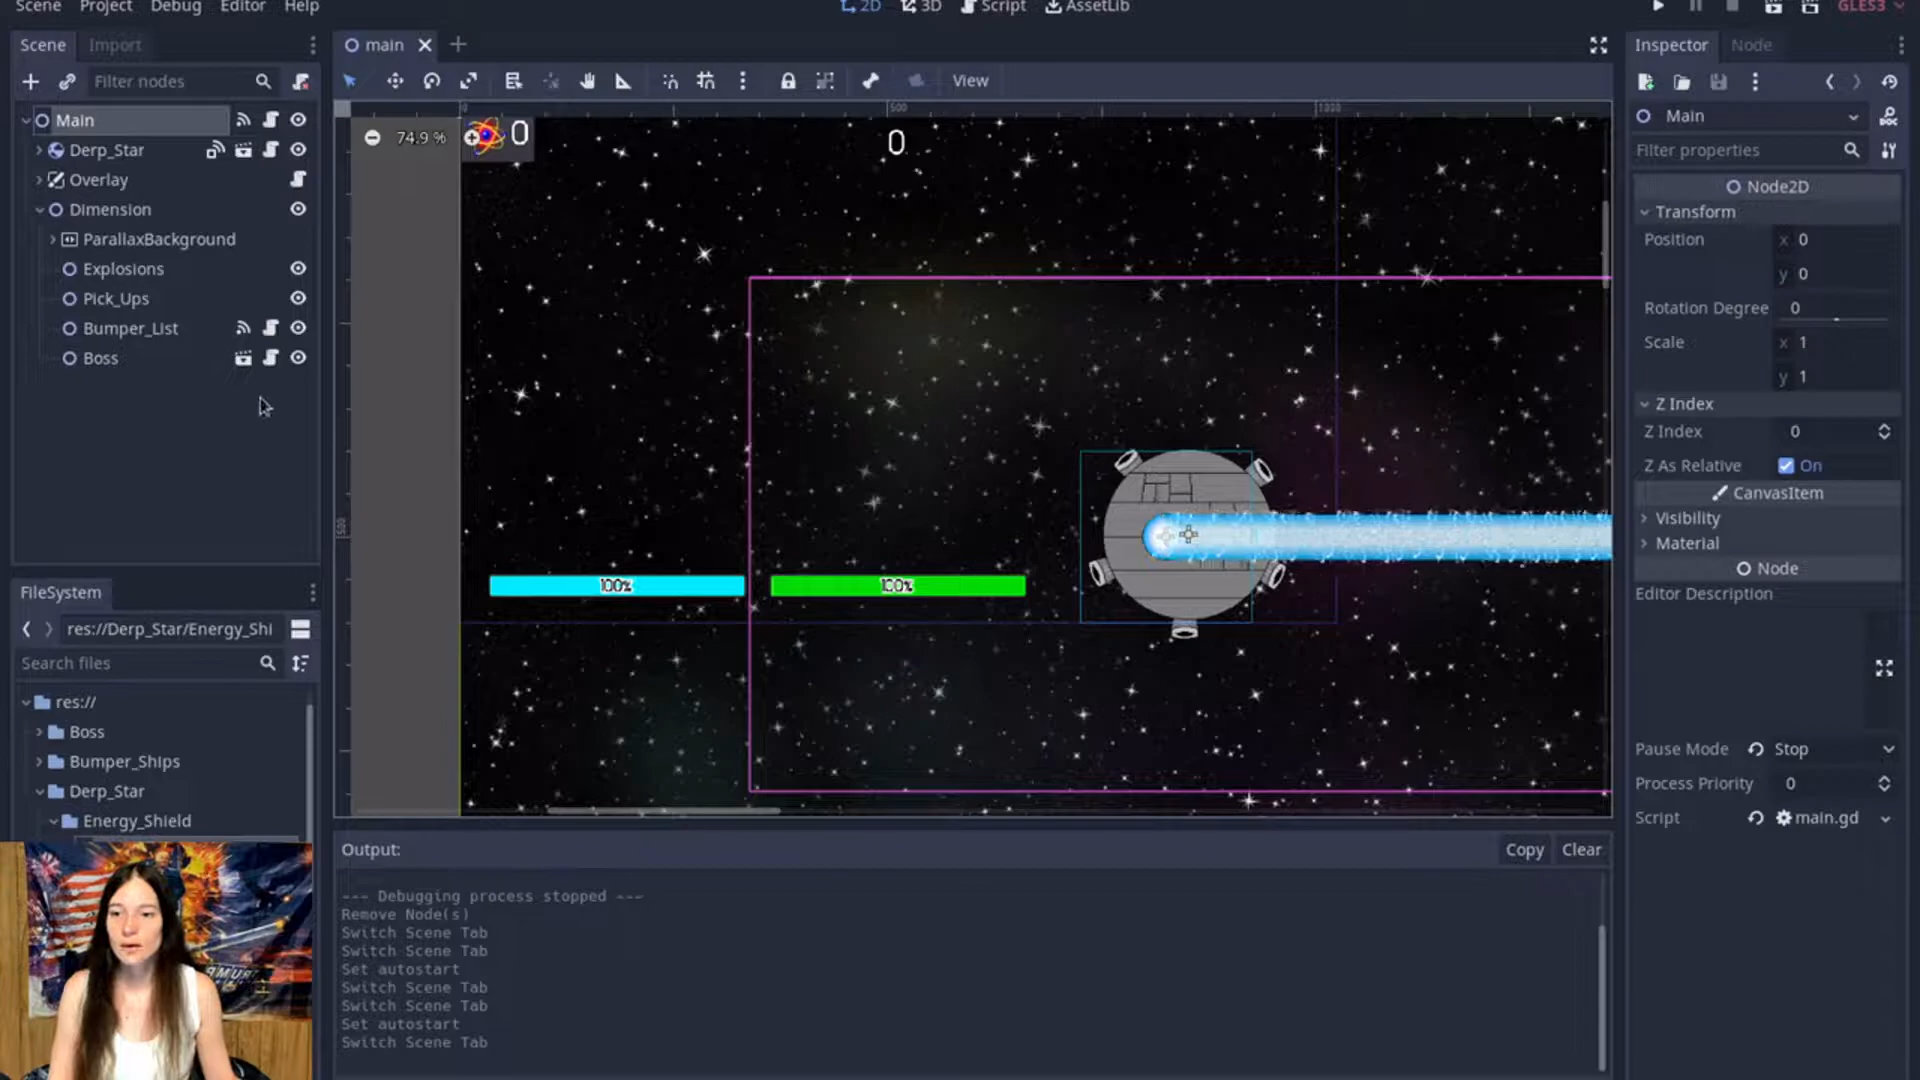 Scene Project Debug Editor Help
2D 3D Script AssetLib
GLES3
Scene Import
Filter nodes
Main
Derp_Star
Overlay
Dimension
ParallaxBackground
Explosions
Pick_Ups
Bumper_List
Boss
FileSystem
res://Derp_Star/Energy_Shi
Search files
res://
Boss
Bumper_Ships
Derp_Star
Energy_Shield
main
View
0 500 1000
74.9 %
0
0
500
100%
100%
Output:
Copy Clear
--- Debugging process stopped ---
Remove Node(s)
Switch Scene Tab
Switch Scene Tab
Set autostart
Switch Scene Tab
Switch Scene Tab
Set autostart
Switch Scene Tab
Inspector Node
Main
Filter properties
Node2D
Transform
Position x 0
y 0
Rotation Degree 0
Scale x 1
y 1
Z Index
Z Index 0
Z As Relative On
CanvasItem
Visibility
Material
Node
Editor Description
Pause Mode Stop
Process Priority 0
Script main.gd